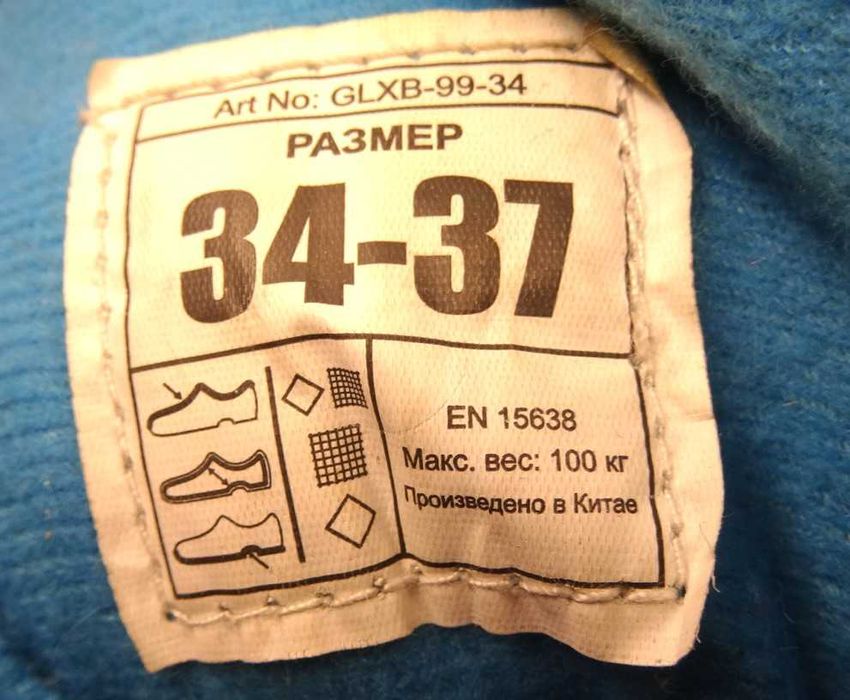 Art No: GLXB-99-34
РАЗМЕР
34-37
EN 15638
Макс. вес: 100 кг
Произведено в Китае